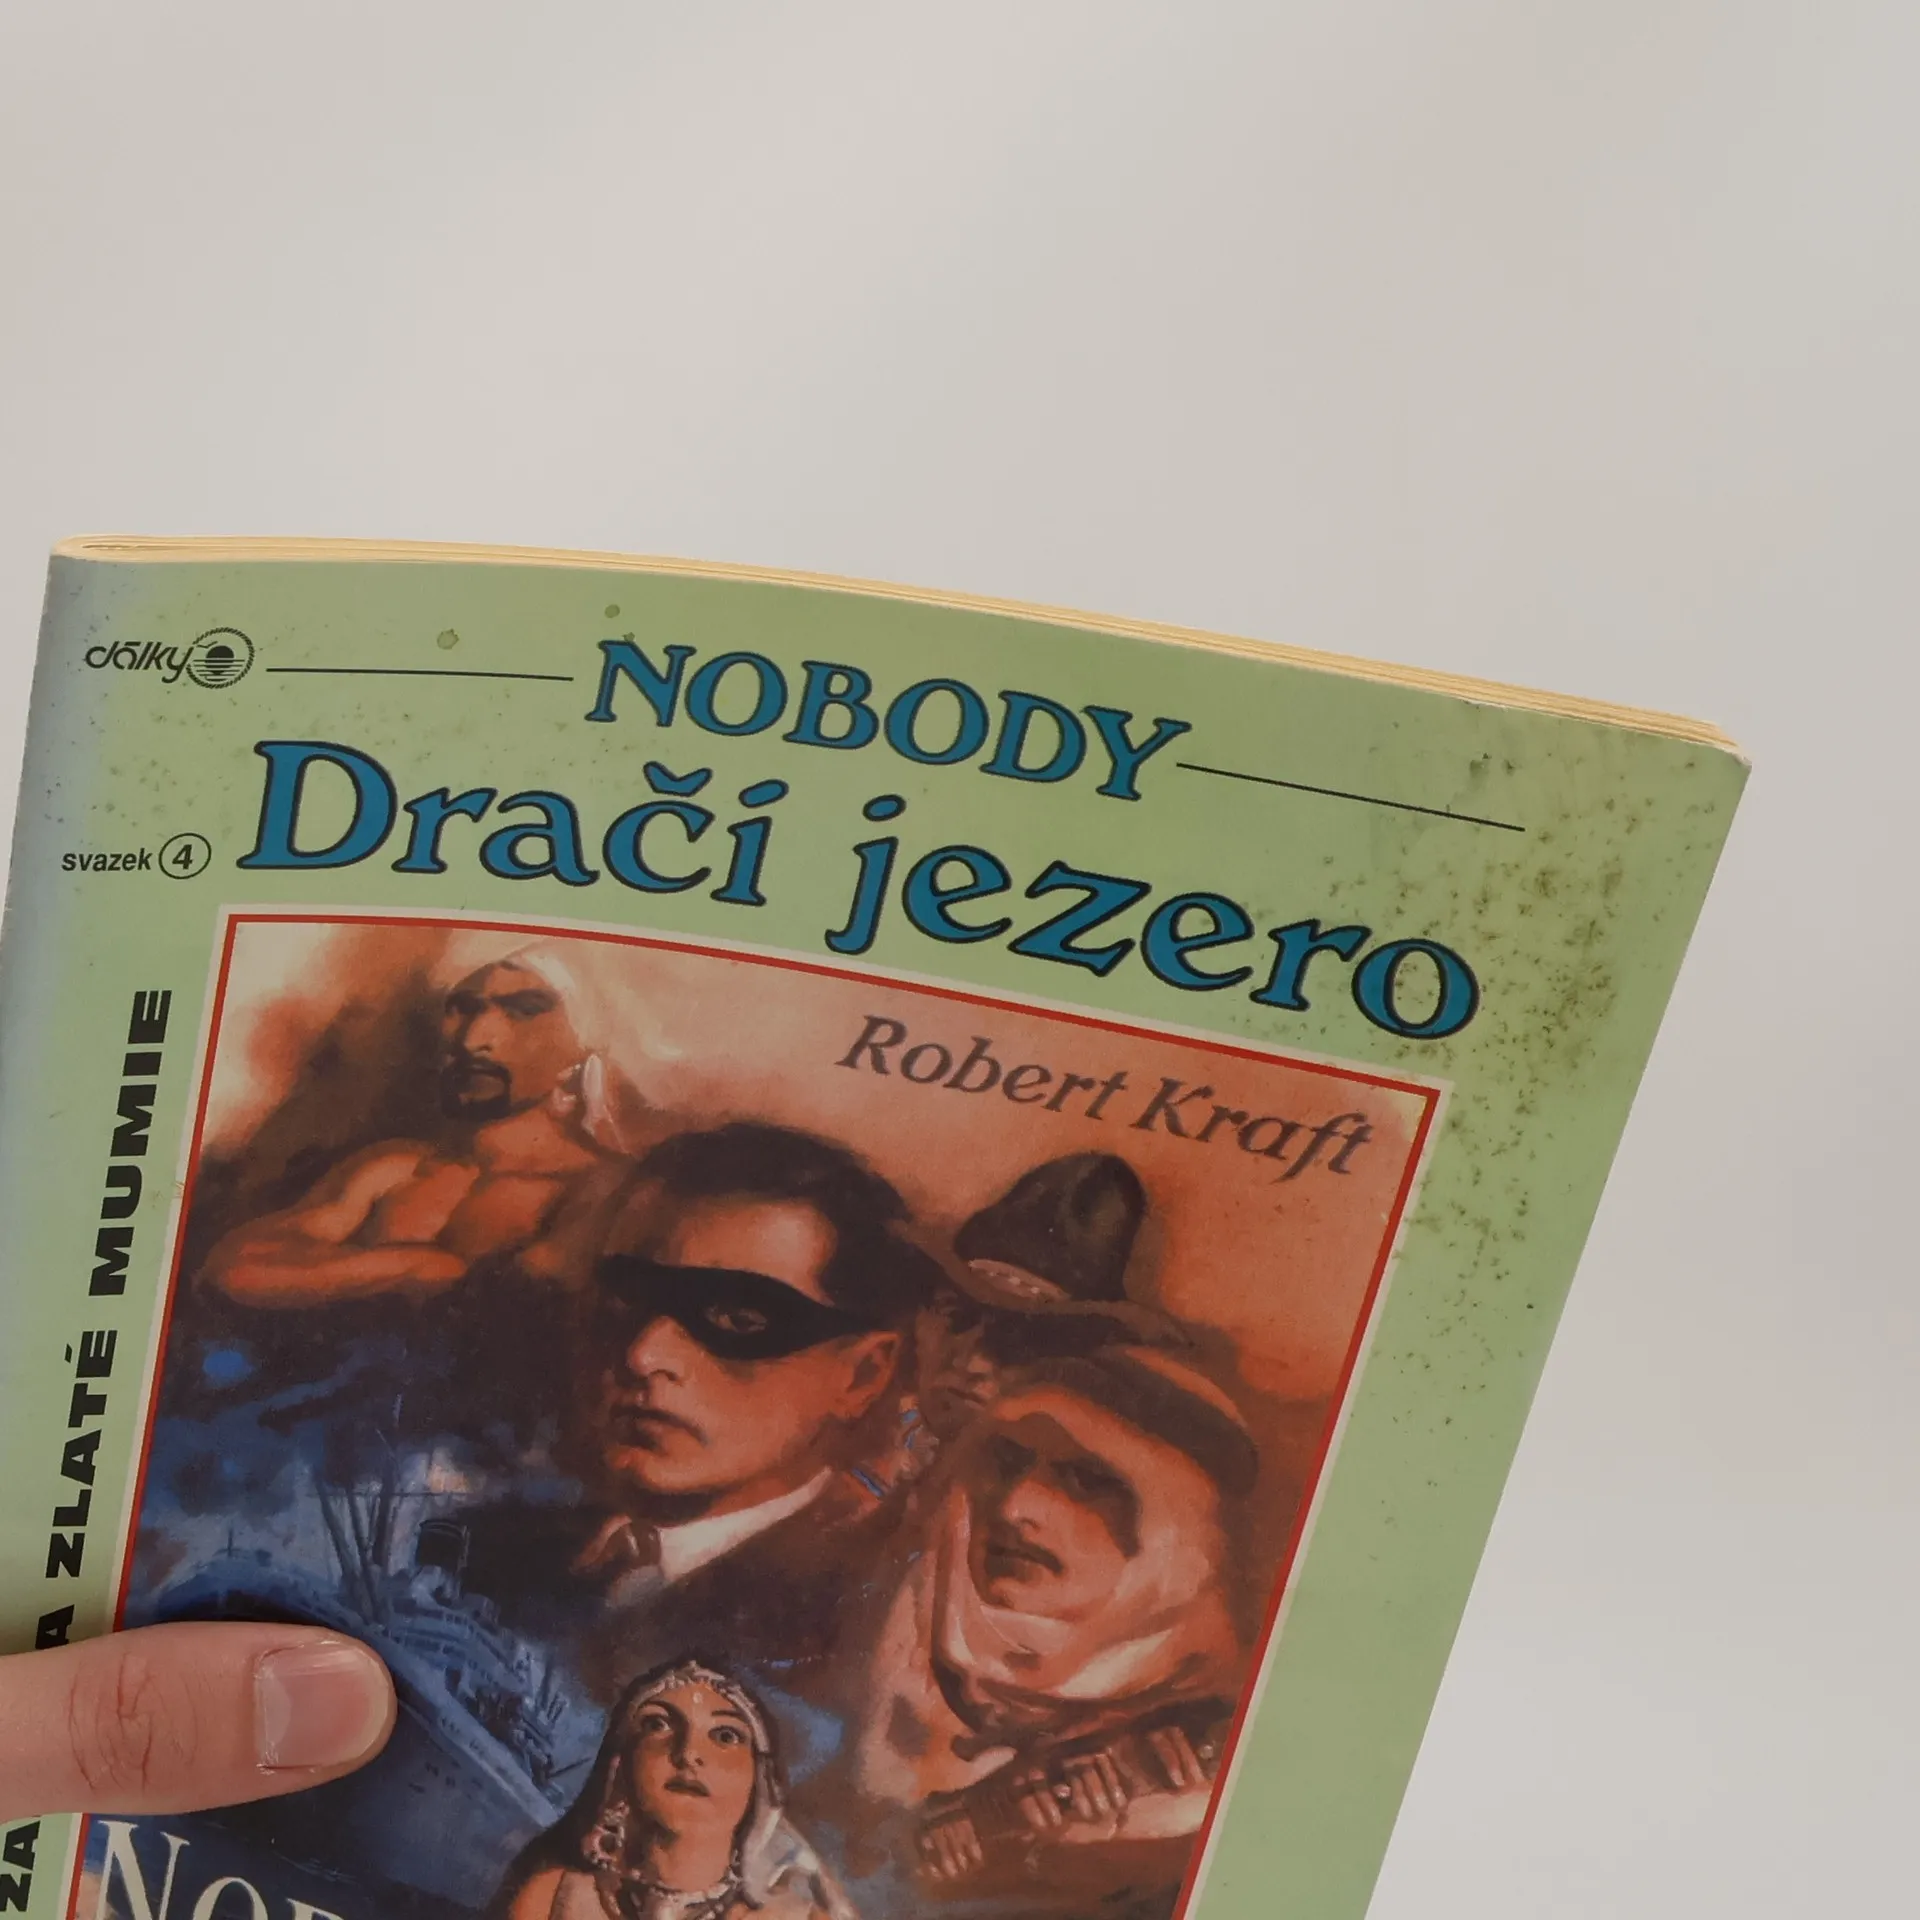 dálky
NOBODY
Dračí jezero
svazek 4
Robert Kraft
ZLATÉ MUMIE